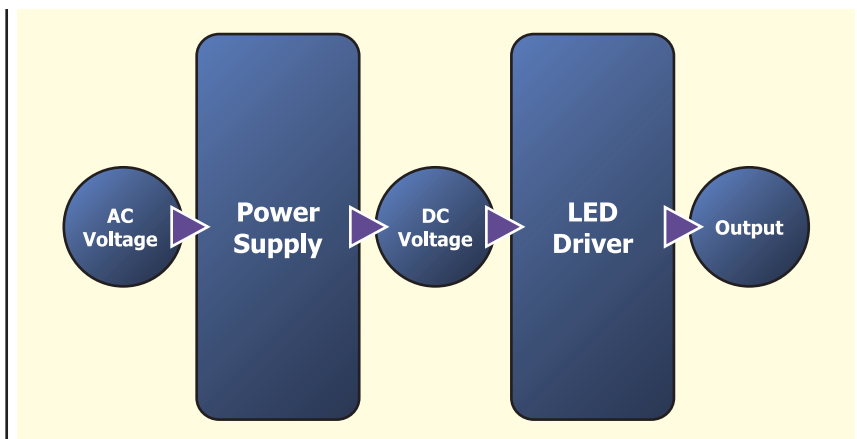 AC
Voltage
Power
Supply
DC
Voltage
LED
Driver
Output